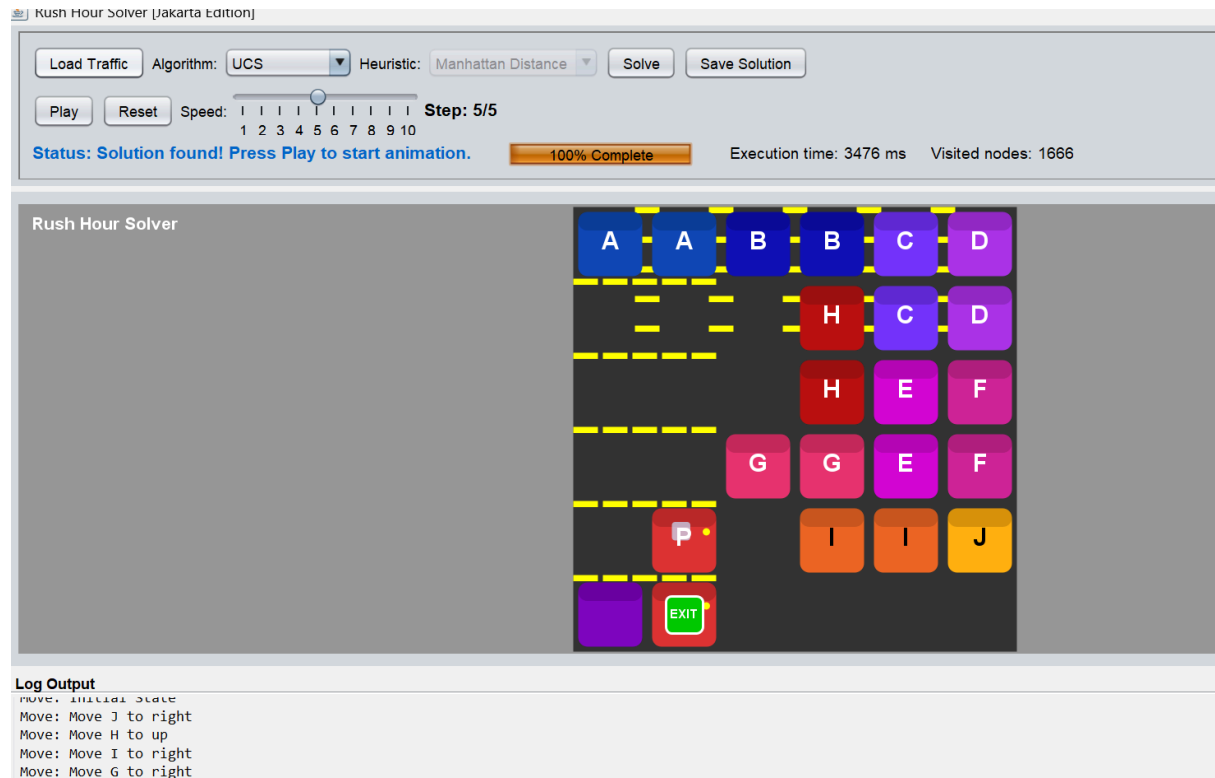 Rush Hour Solver [Jakarta Edition]
Load Traffic Algorithm: UCS Heuristic: Manhattan Distance Solve Save Solution
Play Reset Speed: Step: 5/5
1 2 3 4 5 6 7 8 9 10
Status: Solution found! Press Play to start animation. 100% Complete Execution time: 3476 ms Visited nodes: 1666
Rush Hour Solver
A A B B C D
H C D
H E F
G G E F
P I I J
EXIT
Log Output
Move: Initial State
Move: Move J to right
Move: Move H to up
Move: Move I to right
Move: Move G to right